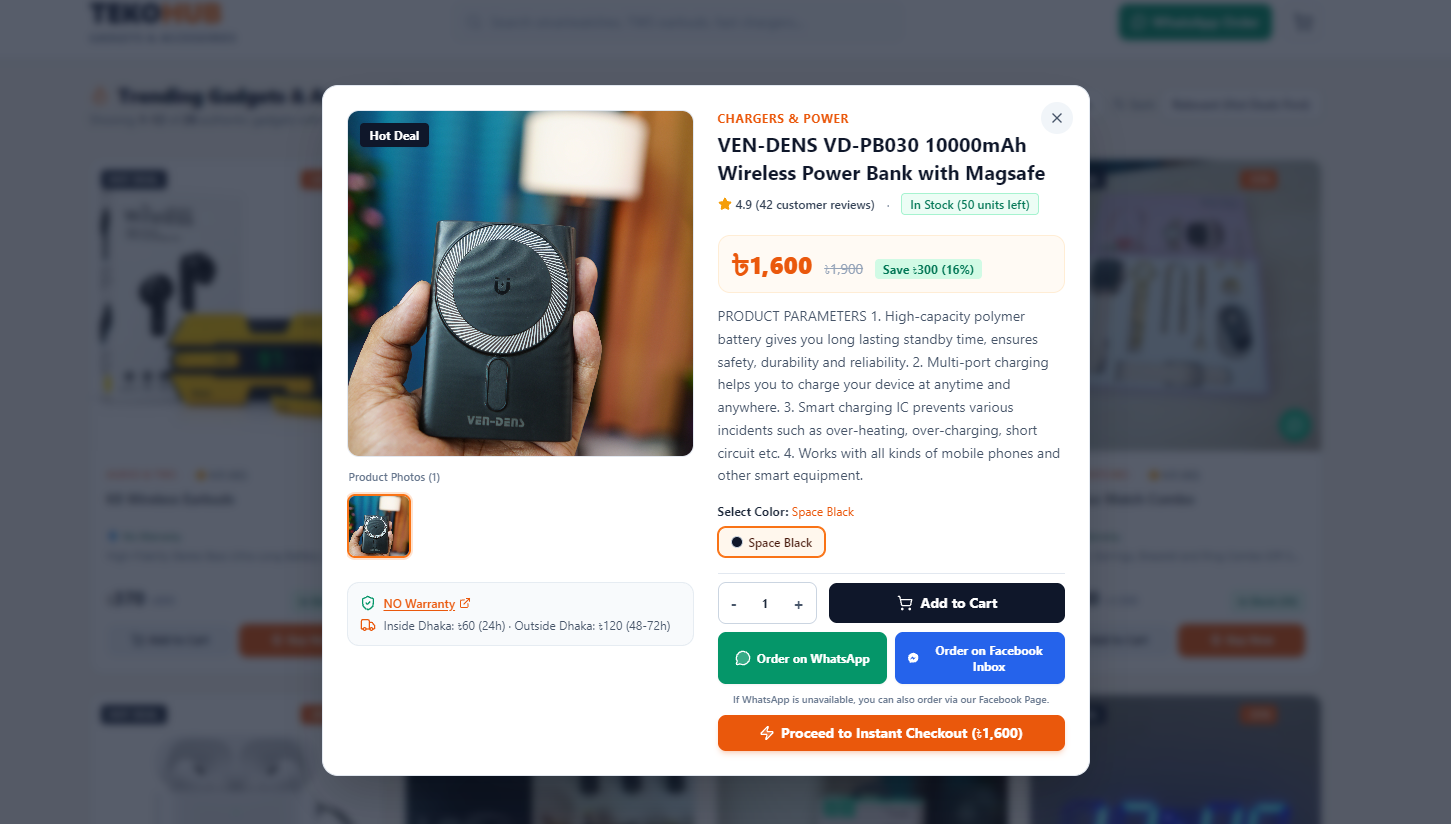 TEKOHUB
Trending Gadgets & A
Hot Deal
VEN-DENS
Product Photos (1)
NO Warranty
Inside Dhaka: ৳60 (24h) · Outside Dhaka: ৳120 (48-72h)
CHARGERS & POWER
VEN-DENS VD-PB030 10000mAh
Wireless Power Bank with Magsafe
4.9 (42 customer reviews) · In Stock (50 units left)
৳1,600 ৳1,900 Save ৳300 (16%)
PRODUCT PARAMETERS 1. High-capacity polymer
battery gives you long lasting standby time, ensures
safety, durability and reliability. 2. Multi-port charging
helps you to charge your device at anytime and
anywhere. 3. Smart charging IC prevents various
incidents such as over-heating, over-charging, short
circuit etc. 4. Works with all kinds of mobile phones and
other smart equipment.
Select Color: Space Black
Space Black
- 1 + Add to Cart
Order on WhatsApp
Order on Facebook
Inbox
If WhatsApp is unavailable, you can also order via our Facebook Page.
Proceed to Instant Checkout (৳1,600)